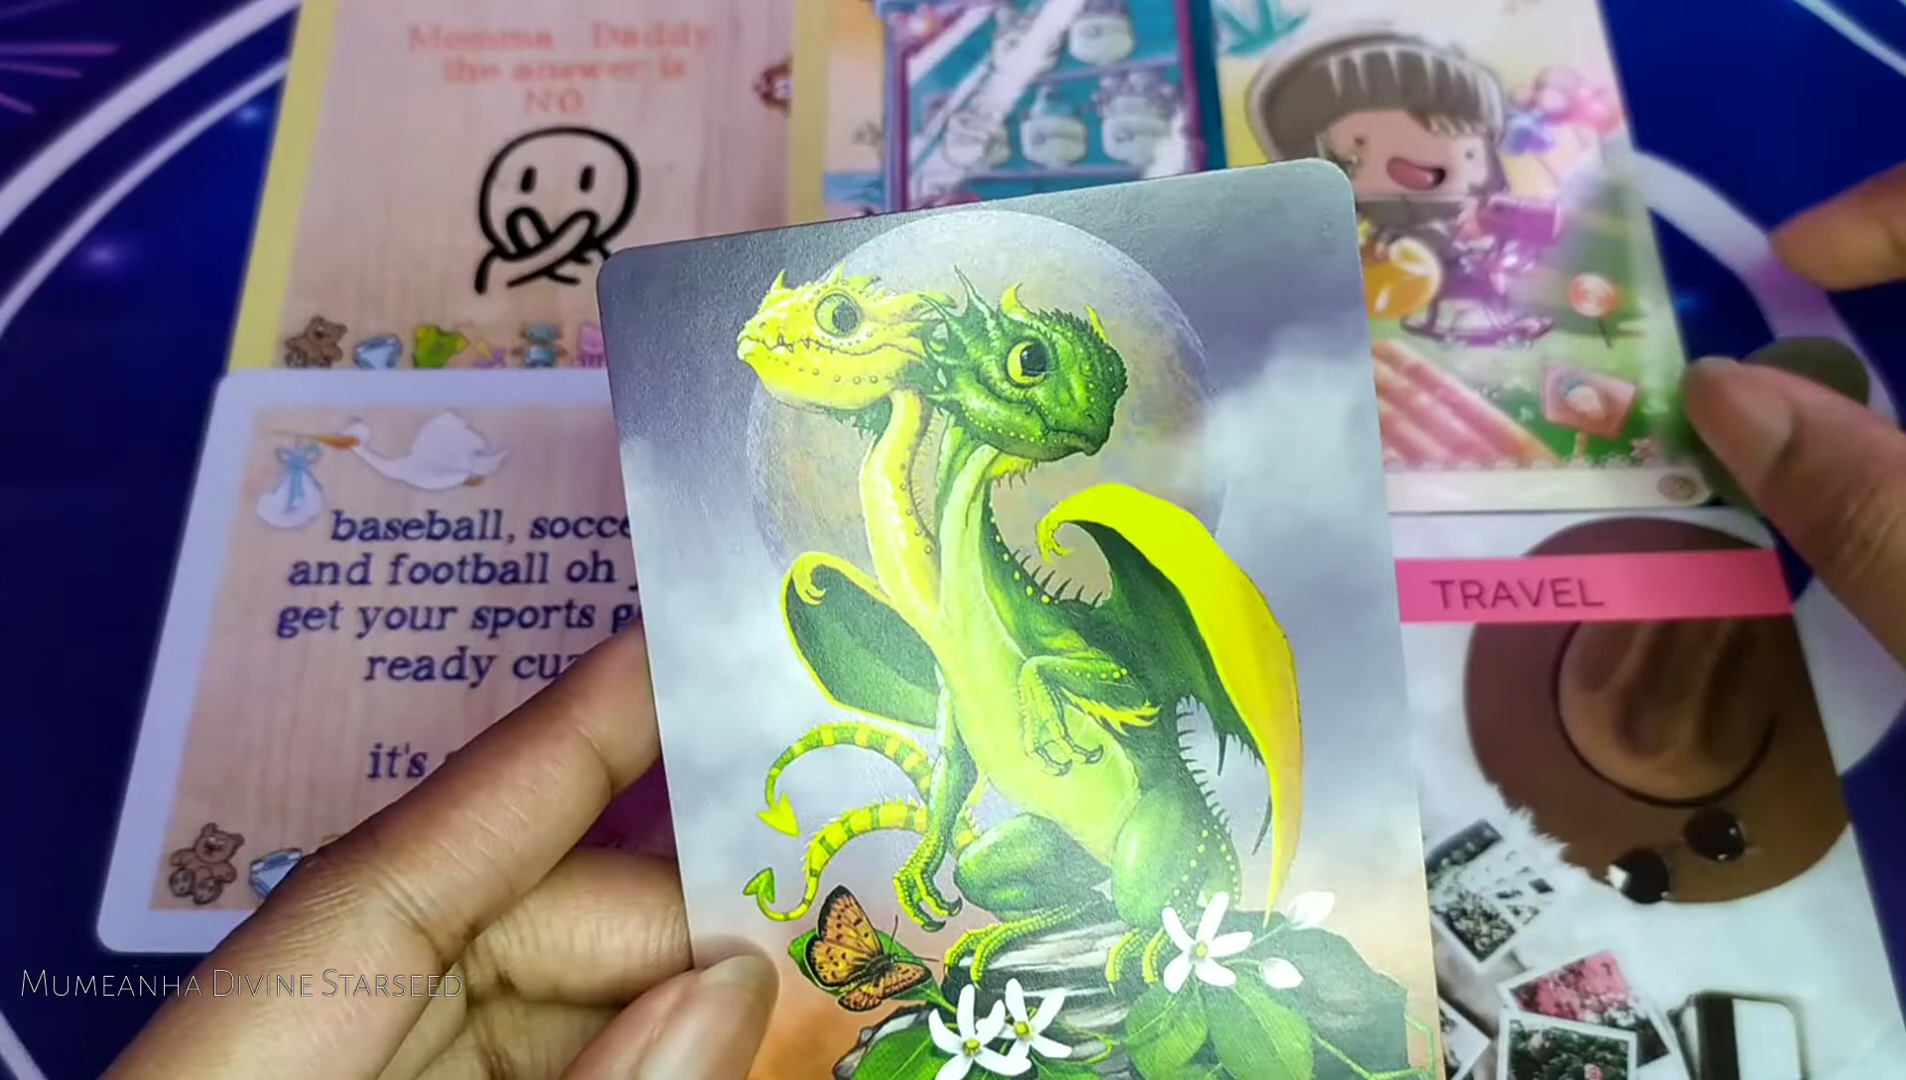 Momma Daddy
the answer is
NO
baseball, socce
and football oh
get your sports g
ready cuz
it's
TRAVEL
MUMEANHA DIVINE STARSEED